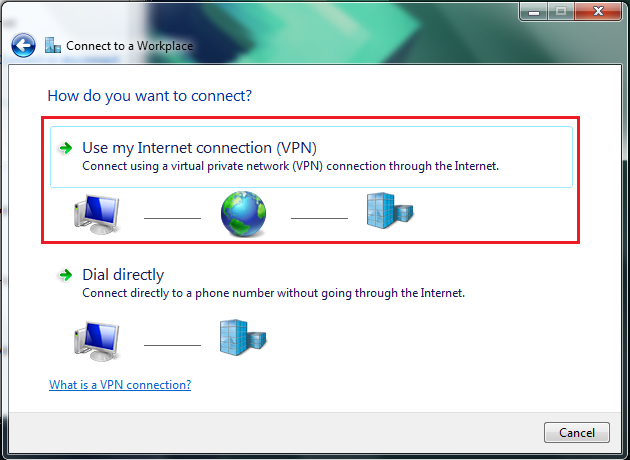 Connect to a Workplace
How do you want to connect?
Use my Internet connection (VPN)
Connect using a virtual private network (VPN) connection through the Internet.
Dial directly
Connect directly to a phone number without going through the Internet.
What is a VPN connection?
Cancel